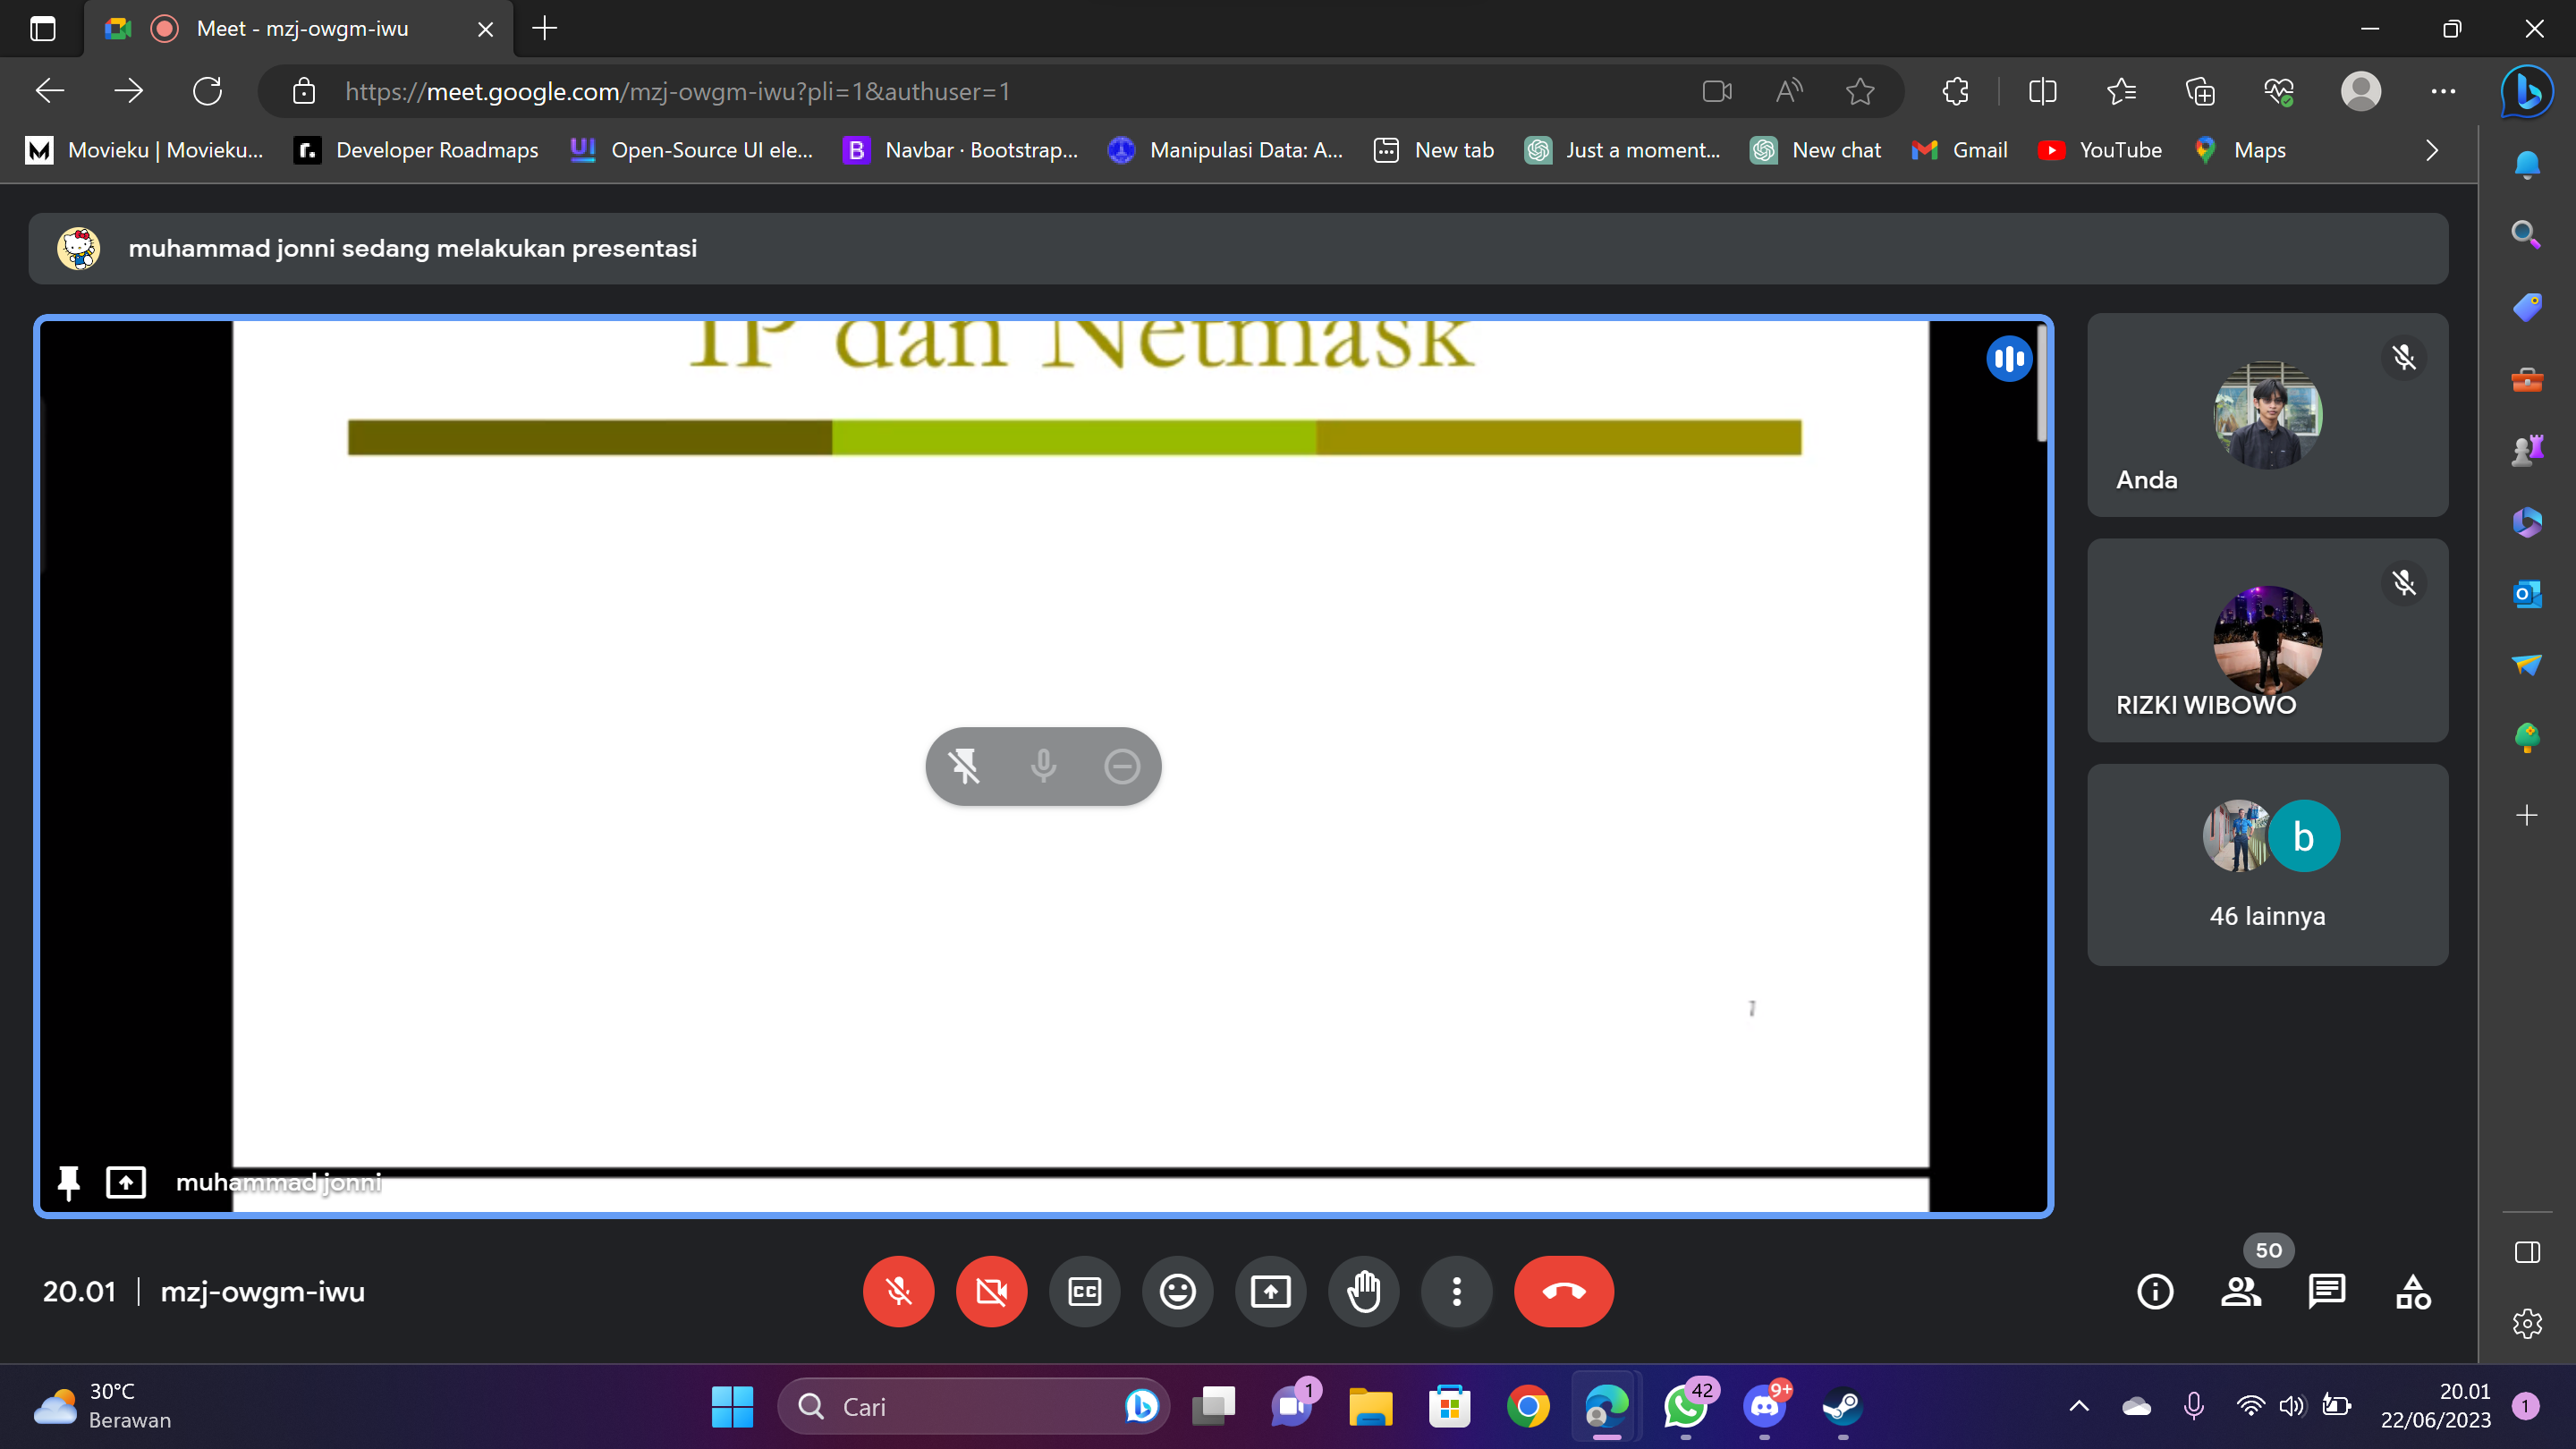 Meet - mzj-owgm-iwu
https://meet.google.com/mzj-owgm-iwu?pli=1&authuser=1
Movieku | Movieku...
Developer Roadmaps
Open-Source UI ele...
Navbar · Bootstrap...
Manipulasi Data: A...
New tab
Just a moment...
New chat
Gmail
YouTube
Maps
muhammad jonni sedang melakukan presentasi
IP dan Netmask
Anda
RIZKI WIBOWO
b
46 lainnya
muhammad jonni
20.01 | mzj-owgm-iwu
CC
50
30°C
Berawan
Cari
1
42
9+
20.01
22/06/2023
1